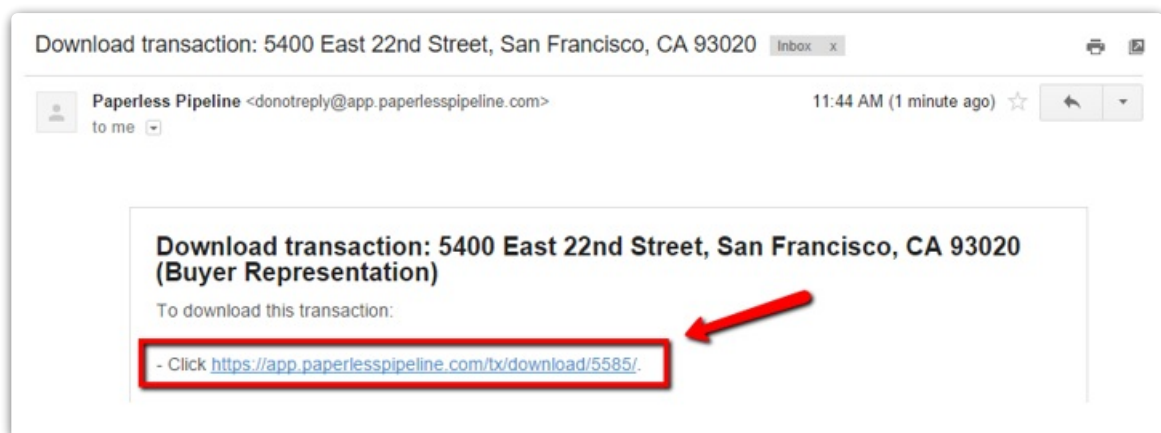 Download transaction: 5400 East 22nd Street, San Francisco, CA 93020 Inbox x
Paperless Pipeline <donotreply@app.paperlesspipeline.com> 11:44 AM (1 minute ago)
to me
Download transaction: 5400 East 22nd Street, San Francisco, CA 93020
(Buyer Representation)
To download this transaction:
- Click https://app.paperlesspipeline.com/tx/download/5585/.